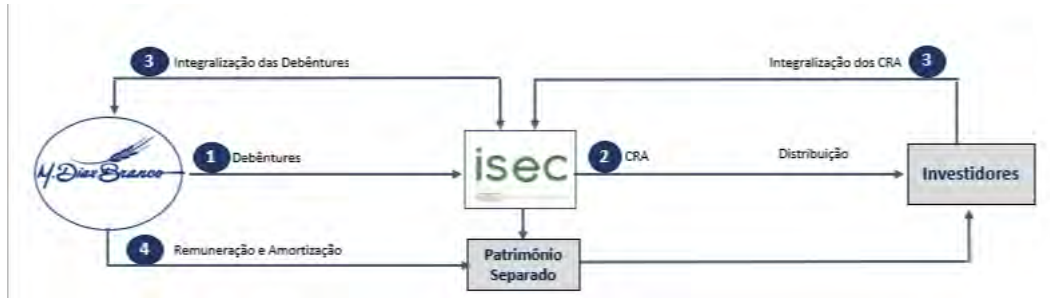 3 Integralização das Debêntures
Integralização dos CRA 3
M. Dias Branco
1 Debêntures
isec
2 CRA
Distribuição
Investidores
4 Remuneração e Amortização
Patrimônio
Separado